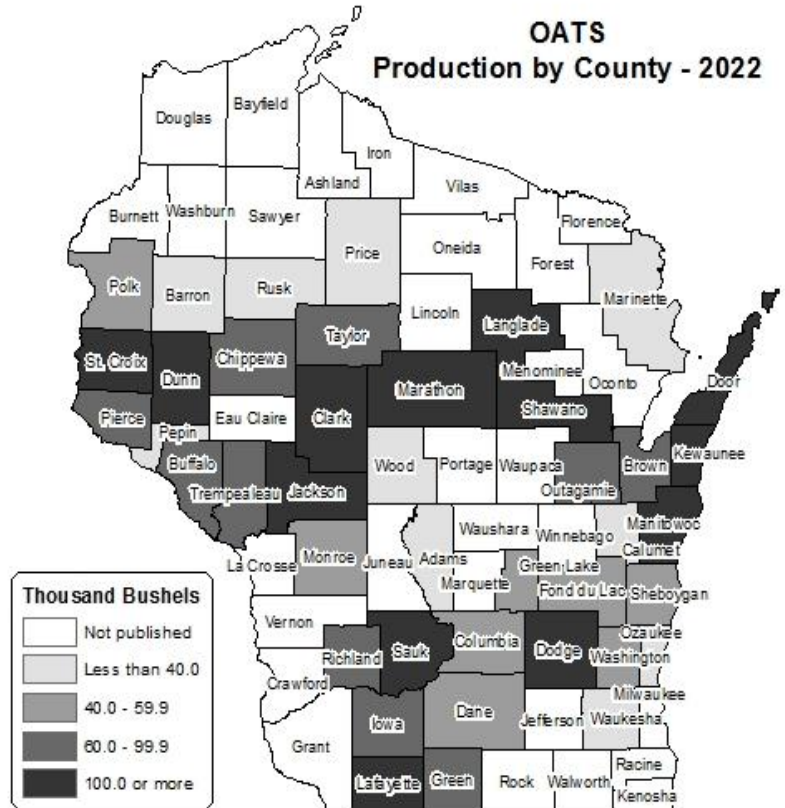 OATS
Production by County - 2022
Bayfield
Douglas
Iron
Ashland
Vilas
Burnett
Washburn
Sawyer
Florence
Oneida
Price
Forest
Polk
Barron
Rusk
Marinette
Lincoln
Langlade
Taylor
St. Croix
Chippewa
Dunn
Menominee
Oconto
Door
Marathon
Clark
Shawano
Pierce
Eau Claire
Pepin
Buffalo
Wood
Portage
Waupaca
Brown
Kewaunee
Trempealeau
Jackson
Outagamie
Waushara
Winnebago
Manitowoc
Calumet
La Crosse
Monroe
Juneau
Adams
Marquette
Green Lake
Fond du Lac
Sheboygan
Thousand Bushels
Not published
Less than 40.0
40.0 - 59.9
60.0 - 99.9
100.0 or more
Vernon
Richland
Sauk
Columbia
Dodge
Ozaukee
Washington
Crawford
Milwaukee
Iowa
Dane
Jefferson
Waukesha
Grant
Lafayette
Green
Rock
Walworth
Racine
Kenosha